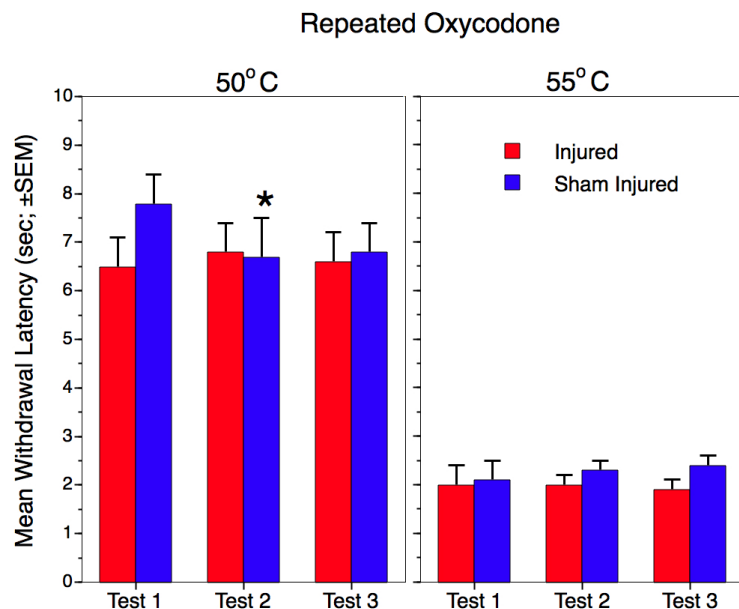 Repeated Oxycodone
50° C
55° C
Mean Withdrawal Latency (sec; ±SEM)
10
9
8
7
6
5
4
3
2
1
0
*
Injured
Sham Injured
Test 1 Test 2 Test 3
Test 1 Test 2 Test 3